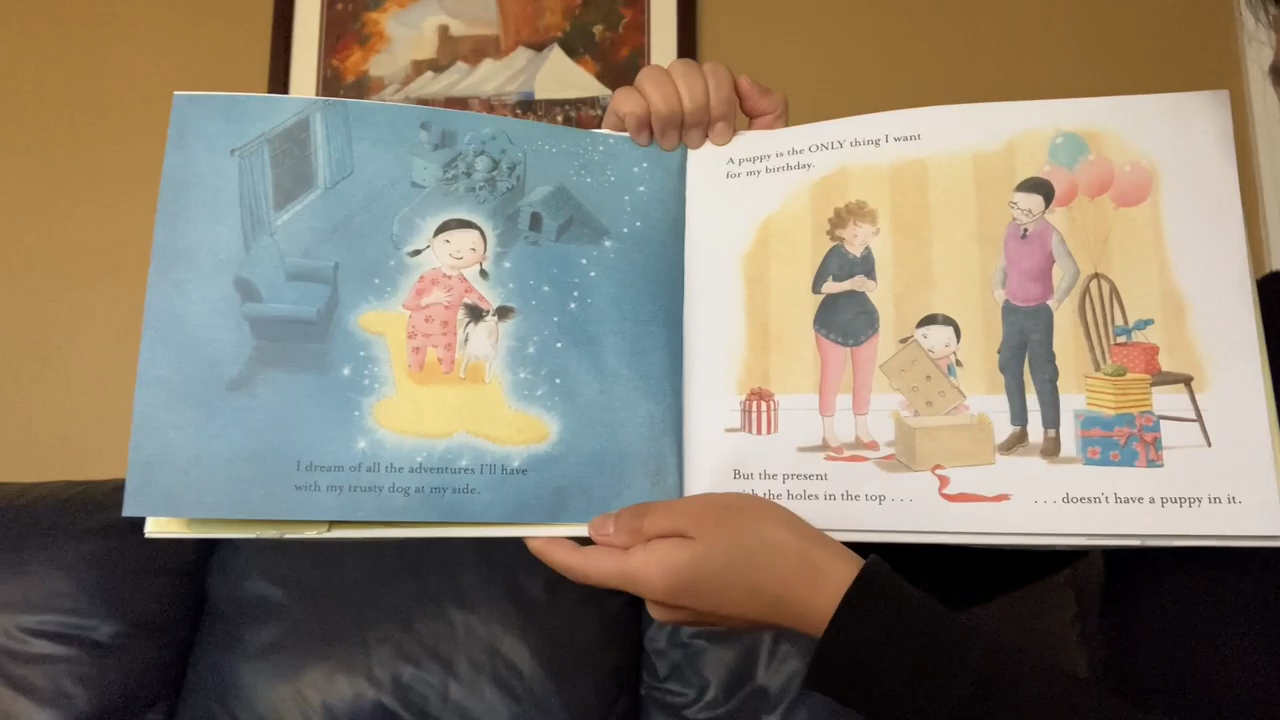 I dream of all the adventures I'll have
with my trusty dog at my side.
A puppy is the ONLY thing I want
for my birthday.
But the present
the holes in the top . . .
. . . doesn't have a puppy in it.